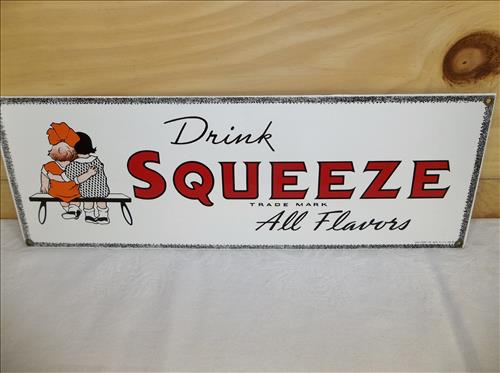 Drink
SQUEEZE
TRADE MARK
All Flavors